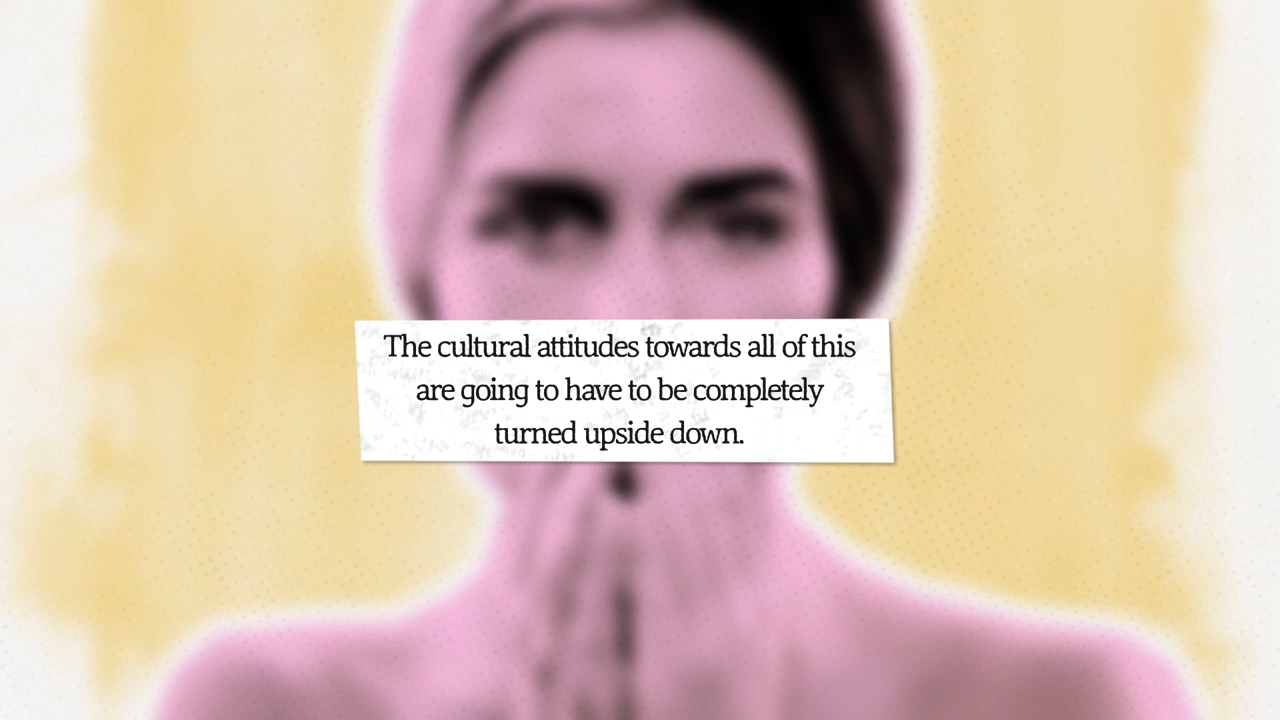 The cultural attitudes towards all of this
are going to have to be completely
turned upside down.